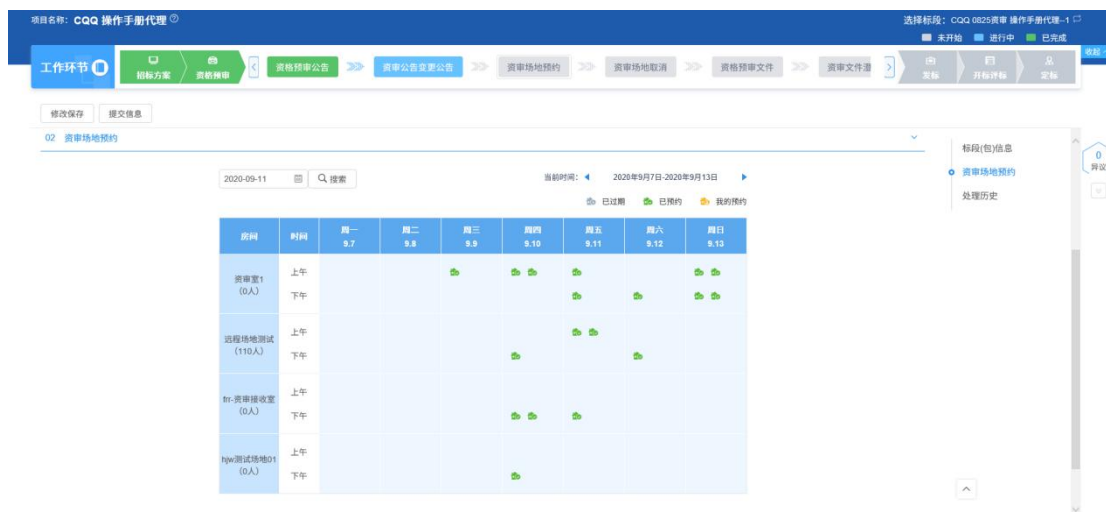 项目名称: CQQ 操作手册代理
选择标段: CQQ 0825资审 操作手册代理--1
未开始 进行中 已完成
工作环节 招标方案 资格预审 资格预审公告 资审公告变更公告 资审场地预约 资审场地取消 资格预审文件 资审文件澄 发标 开标评标 定标 收起
修改保存 提交信息
02 资审场地预约
标段(包)信息
资审场地预约
处理历史
0
异议
2020-09-11 搜索 当前时间: 2020年9月7日-2020年9月13日
已过期 已预约 我的预约
房间 时间 周一 周二 周三 周四 周五 周六 周日
9.7 9.8 9.9 9.10 9.11 9.12 9.13
资审室1
(0人)
上午
下午
远程场地测试
(110人)
上午
下午
资审接收室
(0人)
上午
下午
hjw测试场地01
(0人)
上午
下午